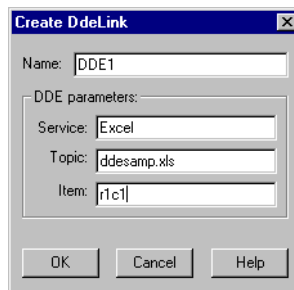 Create DdeLink
Name: DDE1
DDE parameters:
Service: Excel
Topic: ddesamp.xls
Item: r1c1
OK Cancel Help